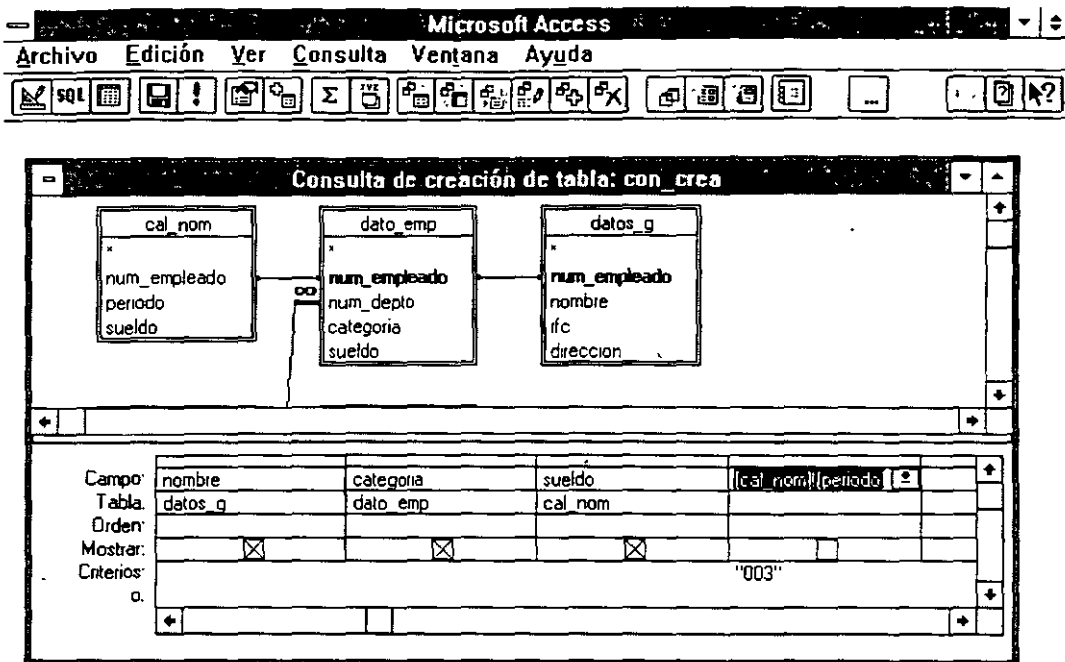 Microsoft Access
Archivo Edición Ver Consulta Ventana Ayuda
SQL Σ XYZ ...
Consulta de creación de tabla: con_crea
cal_nom dato_emp datos_g
* * *
num_empleado num_empleado num_empleado
periodo num_depto nombre
sueldo categoria rfc
sueldo direccion
Campo: nombre categoria sueldo [cal_nom]![periodo]
Tabla: datos_g dato_emp cal_nom
Orden:
Mostrar:
Criterios: "003"
o: